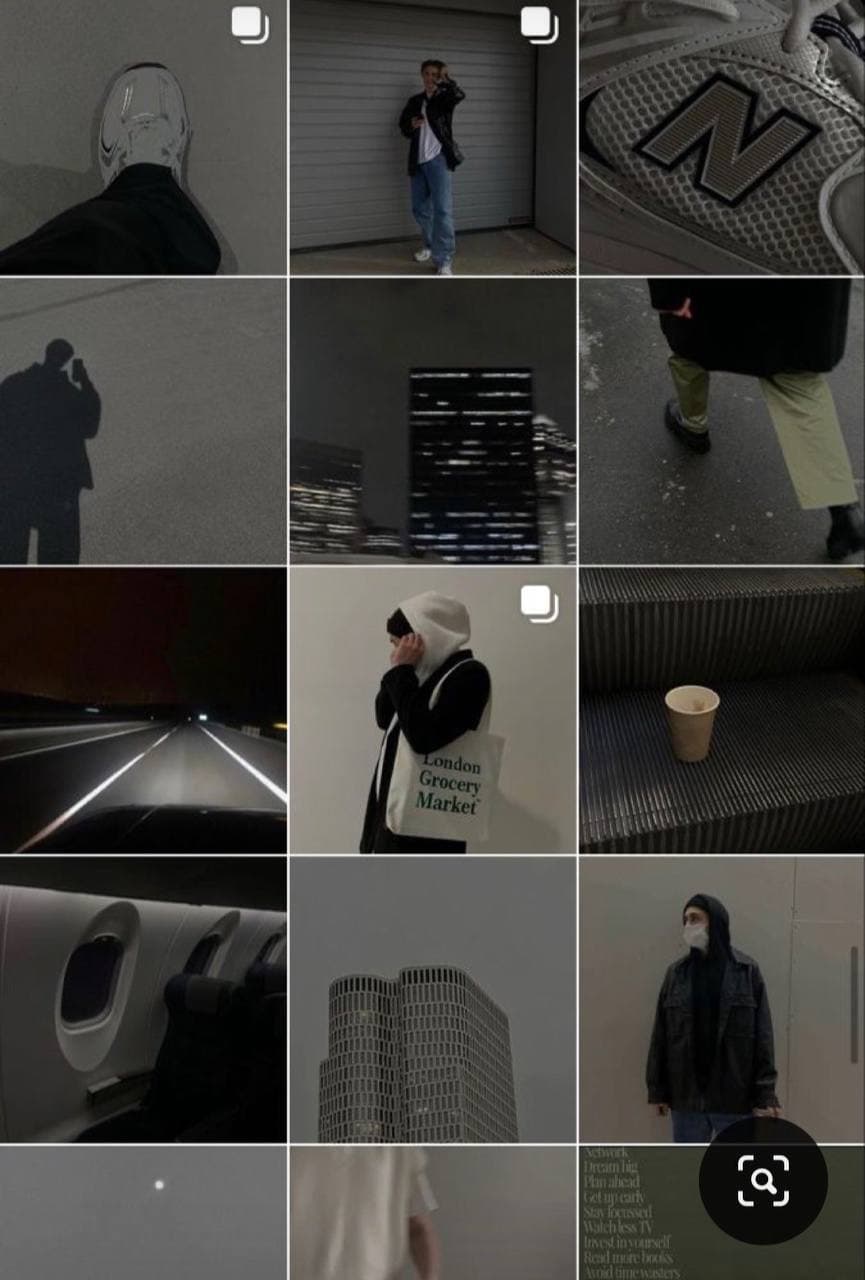 N
London
Grocery
Market
Network
Dream big
Plan ahead
Get up early
Stay focussed
Watch less TV
Invest in yourself
Read more books
Avoid time wasters